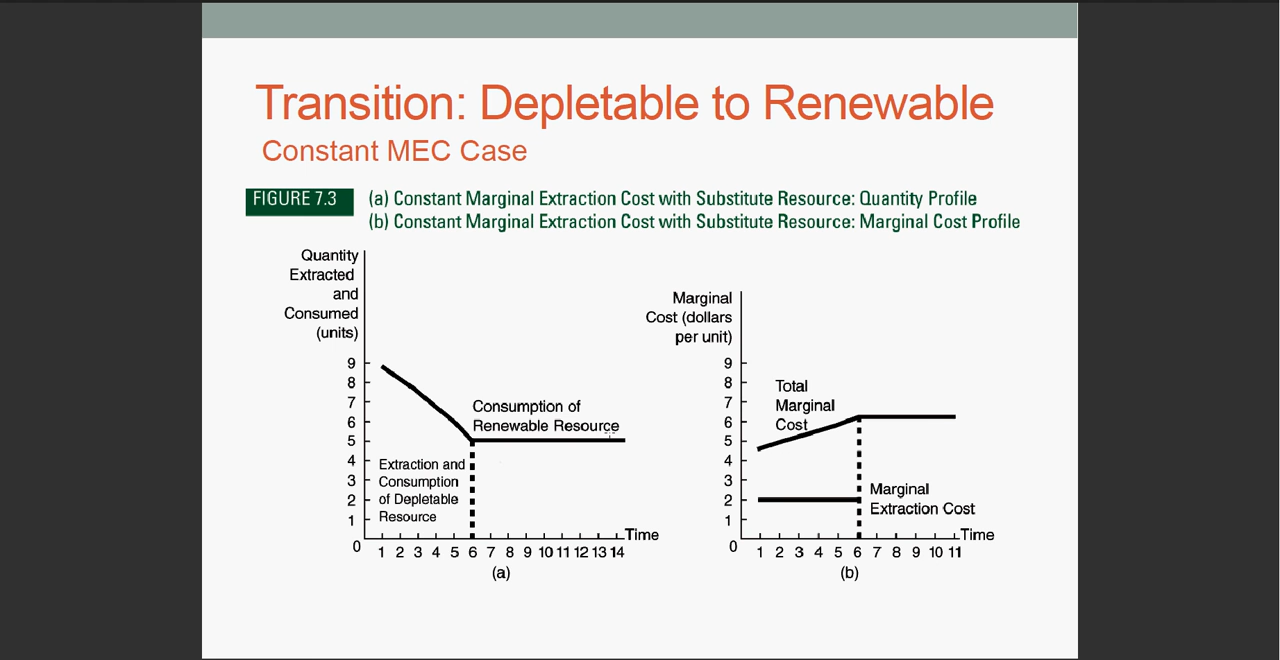 Transition: Depletable to Renewable
Constant MEC Case
FIGURE 7.3
(a) Constant Marginal Extraction Cost with Substitute Resource: Quantity Profile
(b) Constant Marginal Extraction Cost with Substitute Resource: Marginal Cost Profile
Quantity
Extracted
and
Consumed
(units)
9
8
7
6
5
4
3
2
1
0
Consumption of
Renewable Resource
Extraction and
Consumption
of Depletable
Resource
Time
1 2 3 4 5 6 7 8 9 10 11 12 13 14
(a)
Marginal
Cost (dollars
per unit)
9
8
7
6
5
4
3
2
1
0
Total
Marginal
Cost
Marginal
Extraction Cost
Time
1 2 3 4 5 6 7 8 9 10 11
(b)